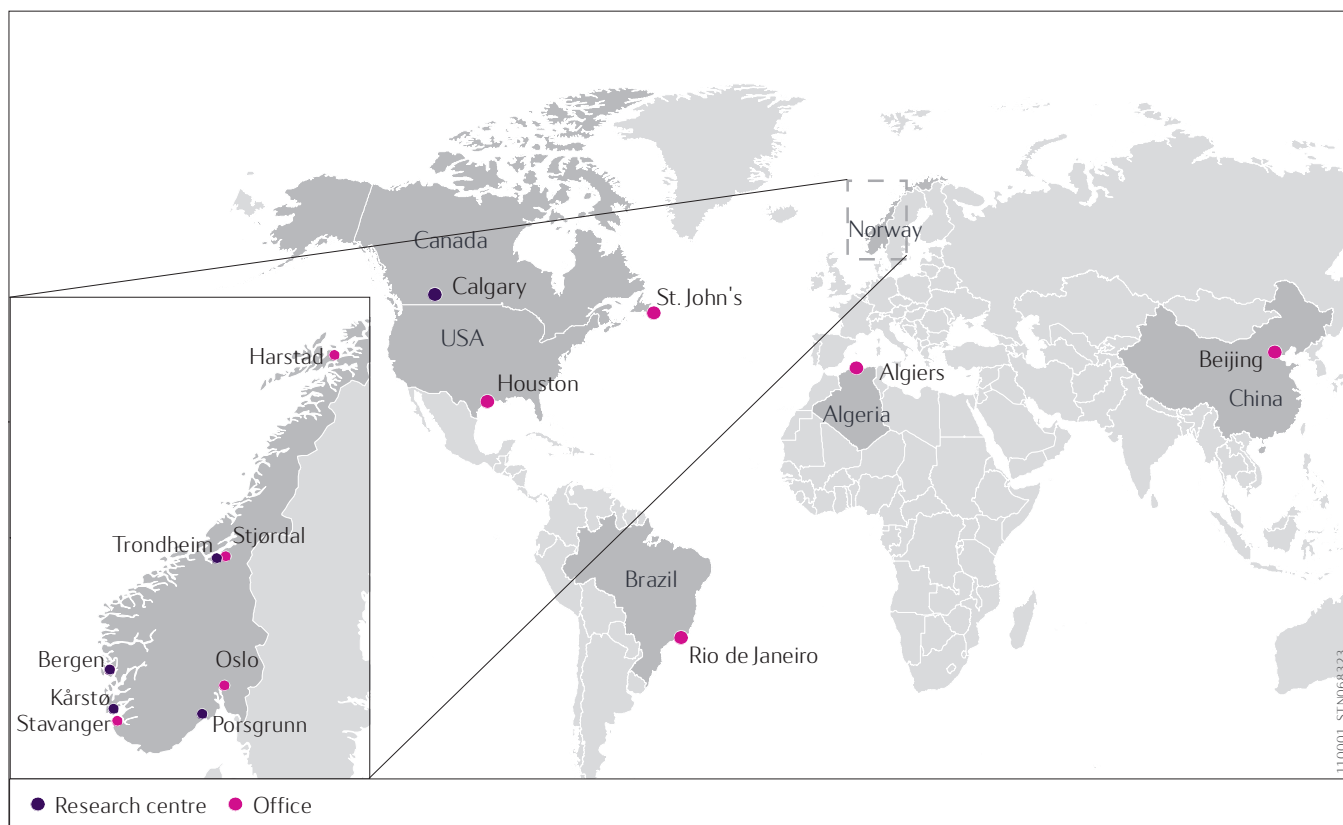 Norway
Canada
Calgary
St. John's
USA
Houston
Harstad
Beijing
Algiers
China
Algeria
Stjørdal
Trondheim
Brazil
Bergen
Oslo
Rio de Janeiro
Kårstø
Stavanger
Porsgrunn
110001_STN068323
Research centre
Office